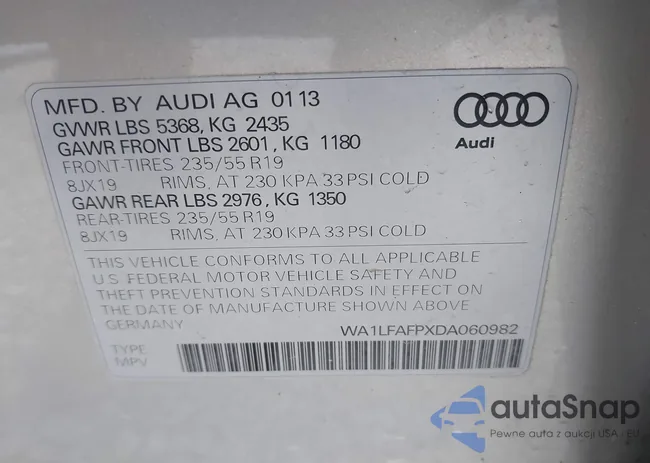 MFD. BY AUDI AG 01 13
GVWR LBS 5368, KG 2435
GAWR FRONT LBS 2601, KG 1180
FRONT-TIRES 235/55 R19
8JX19 RIMS, AT 230 KPA 33 PSI COLD
GAWR REAR LBS 2976, KG 1350
REAR-TIRES 235/55 R19
8JX19 RIMS, AT 230 KPA 33 PSI COLD
Audi
THIS VEHICLE CONFORMS TO ALL APPLICABLE
U.S. FEDERAL MOTOR VEHICLE SAFETY AND
THEFT PREVENTION STANDARDS IN EFFECT ON
THE DATE OF MANUFACTURE SHOWN ABOVE
GERMANY WA1LFAFPXDA060982
TYPE
MPV
autaSnap
Pewne auta z aukcji USA - EU